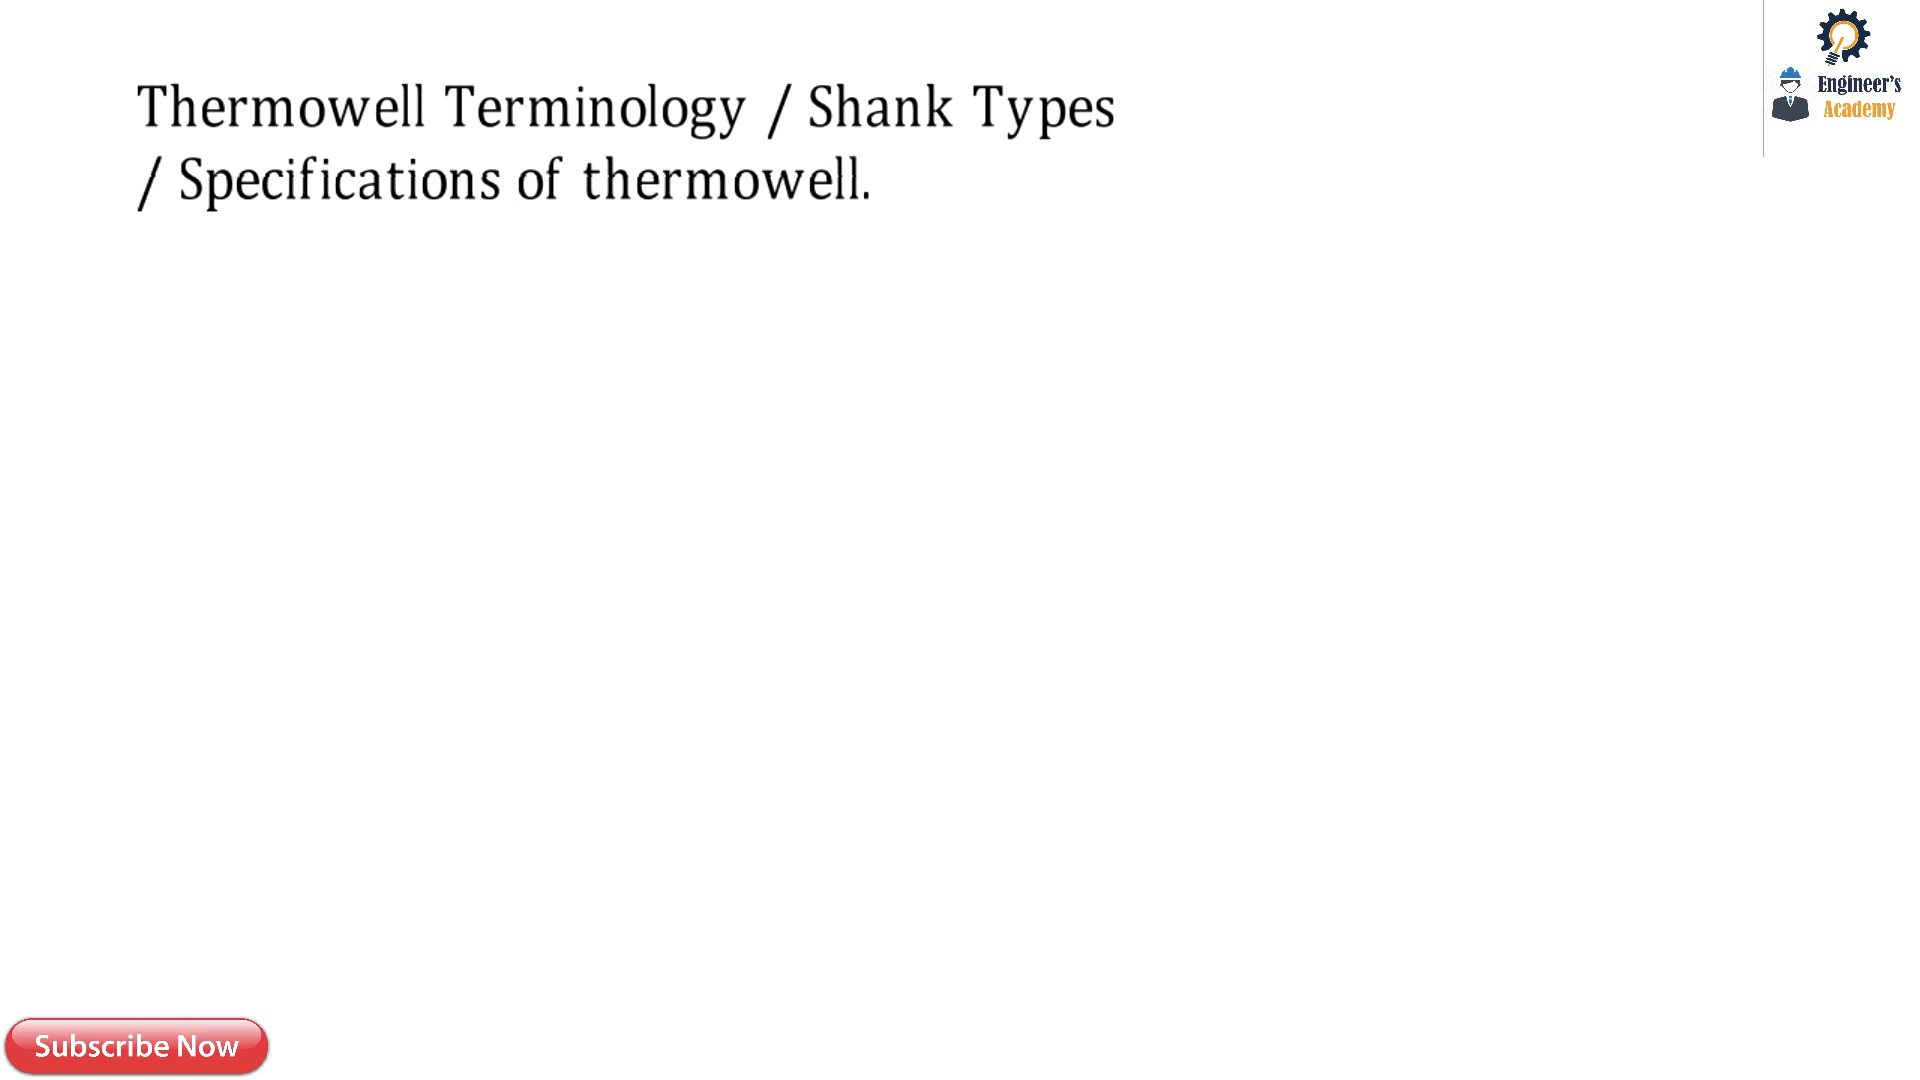 Thermowell Terminology / Shank Types
/ Specifications of thermowell.
Engineer's
Academy
Subscribe Now